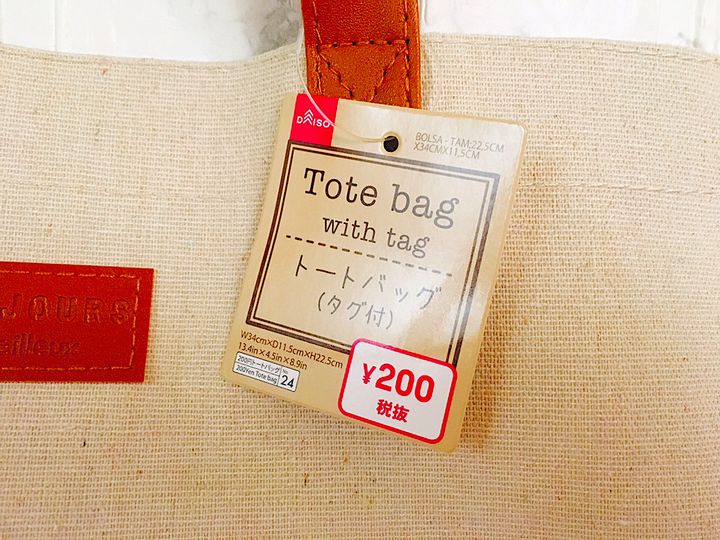 DAISO
BOLSA - TAM:22.5CM
X34CMX11.5CM
Tote bag
with tag
トートバッグ
(タグ付)
W34cm×D11.5cm×H22.5cm
13.4in×4.5in×8.9in
200円トートバッグ
200Yen Tote bag
No.
24
¥200
税抜
JOURS